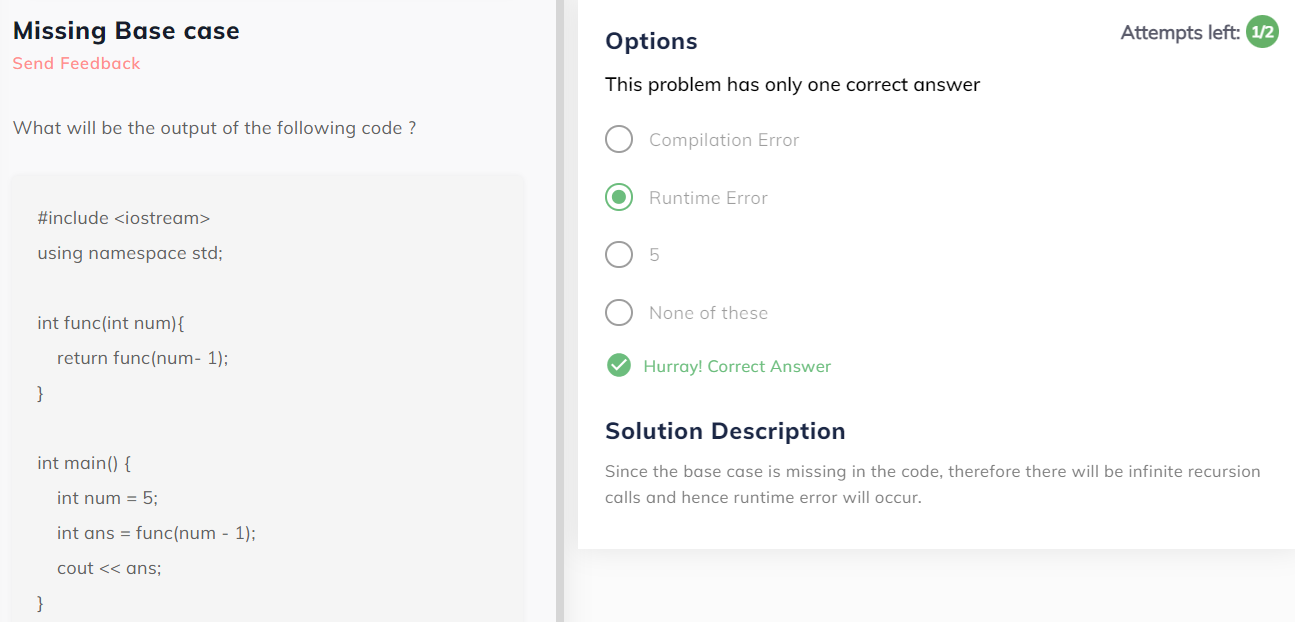 Missing Base case
Send Feedback
What will be the output of the following code ?
#include <iostream>
using namespace std;
int func(int num){
return func(num- 1);
}
int main() {
int num = 5;
int ans = func(num - 1);
cout << ans;
}
Options
Attempts left: 1/2
This problem has only one correct answer
Compilation Error
Runtime Error
5
None of these
Hurray! Correct Answer
Solution Description
Since the base case is missing in the code, therefore there will be infinite recursion
calls and hence runtime error will occur.